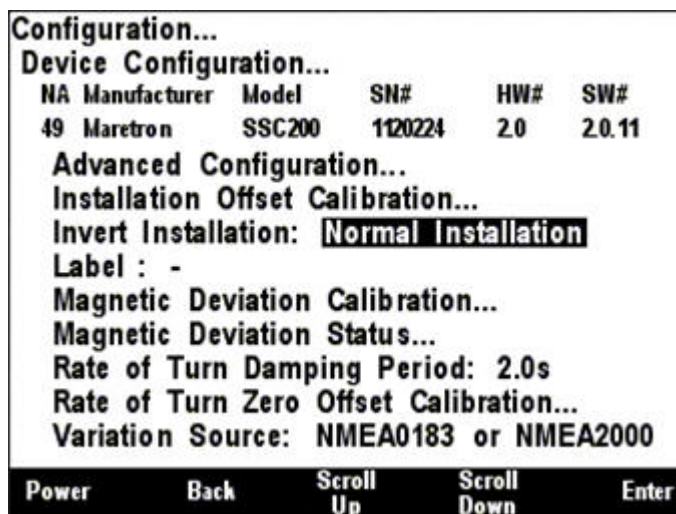 Configuration...
Device Configuration...
NA Manufacturer Model SN# HW# SW#
49 Maretron SSC200 1120224 2.0 2.0.11
Advanced Configuration...
Installation Offset Calibration...
Invert Installation: Normal Installation
Label : -
Magnetic Deviation Calibration...
Magnetic Deviation Status...
Rate of Turn Damping Period: 2.0s
Rate of Turn Zero Offset Calibration...
Variation Source: NMEA0183 or NMEA2000
Power Back Scroll Up Scroll Down Enter